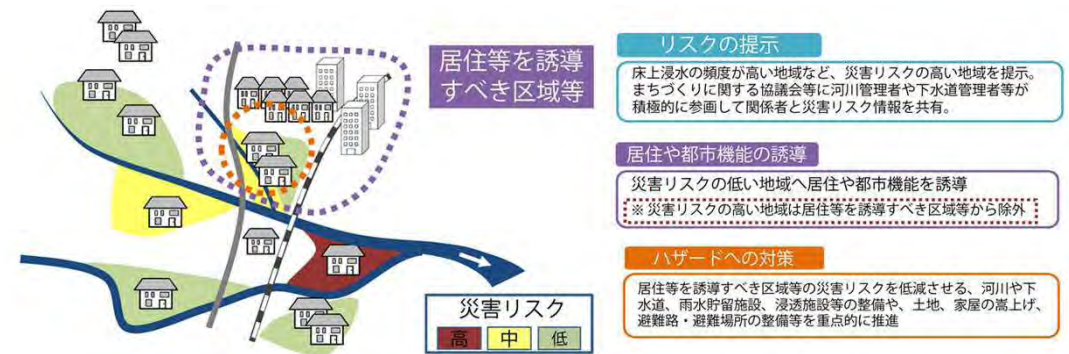 居住等を誘導
すべき区域等
災害リスク
高 中 低
リスクの提示
床上浸水の頻度が高い地域など、災害リスクの高い地域を提示。
まちづくりに関する協議会等に河川管理者や下水道管理者等が
積極的に参画して関係者と災害リスク情報を共有。
居住や都市機能の誘導
災害リスクの低い地域へ居住や都市機能を誘導
※ 災害リスクの高い地域は居住等を誘導すべき区域等から除外
ハザードへの対策
居住等を誘導すべき区域等の災害リスクを低減させる、河川や下
水道、雨水貯留施設、浸透施設等の整備や、土地、家屋の嵩上げ、
避難路・避難場所の整備等を重点的に推進